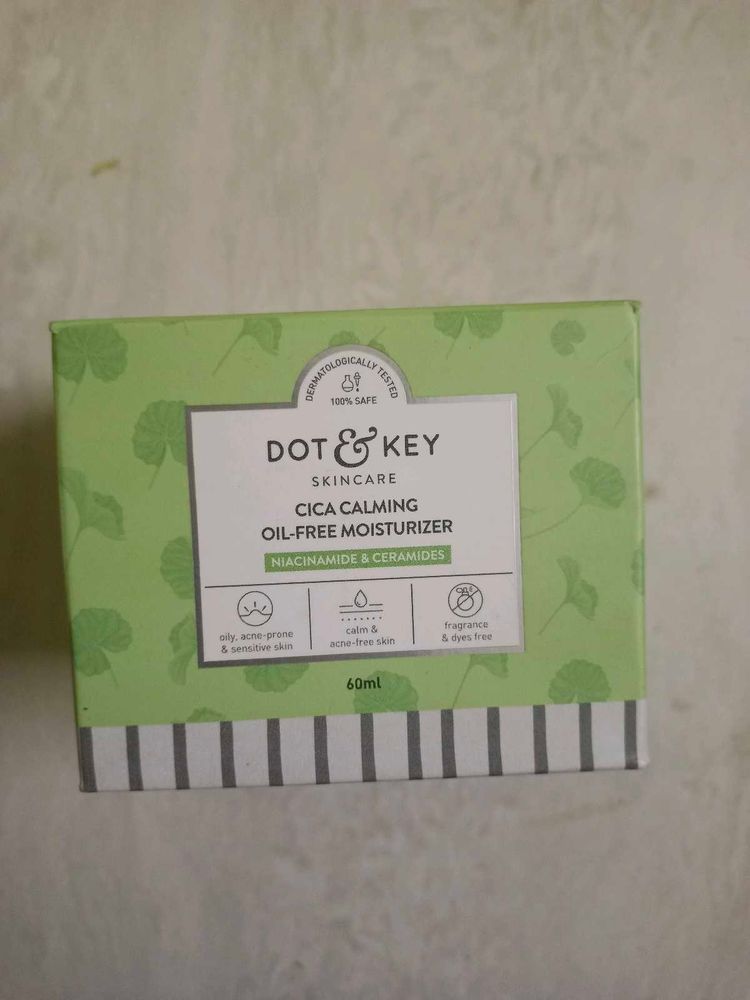 DERMATOLOGICALLY TESTED
100% SAFE
DOT & KEY
SKINCARE
CICA CALMING
OIL-FREE MOISTURIZER
NIACINAMIDE & CERAMIDES
oily, acne-prone
& sensitive skin
calm &
acne-free skin
fragrance
& dyes free
60ml